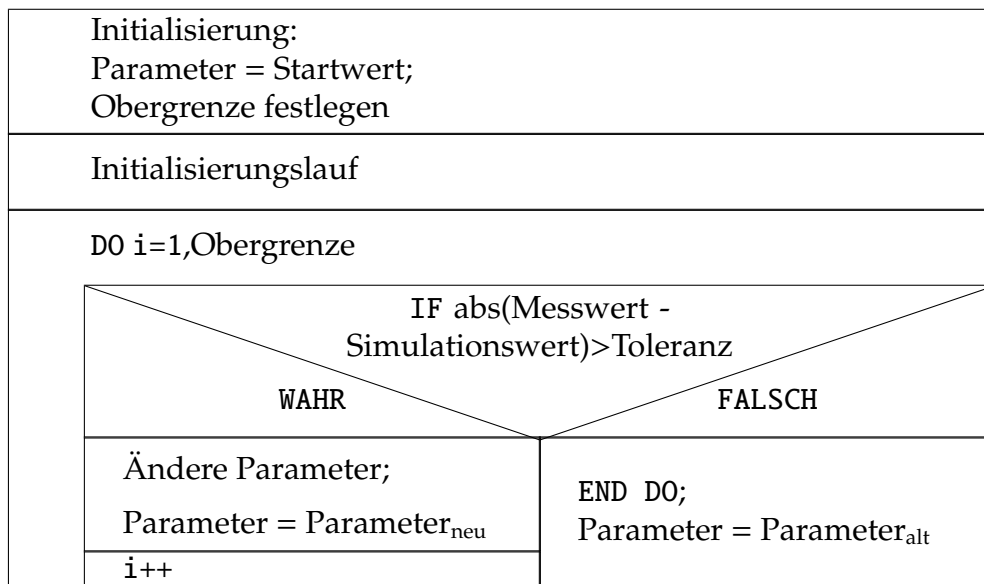 Initialisierung:
Parameter = Startwert;
Obergrenze festlegen
Initialisierungslauf
DO i=1,Obergrenze
IF abs(Messwert -
Simulationswert)>Toleranz
WAHR
FALSCH
Ändere Parameter;
Parameter = Parameterneu
i++
END DO;
Parameter = Parameteralt